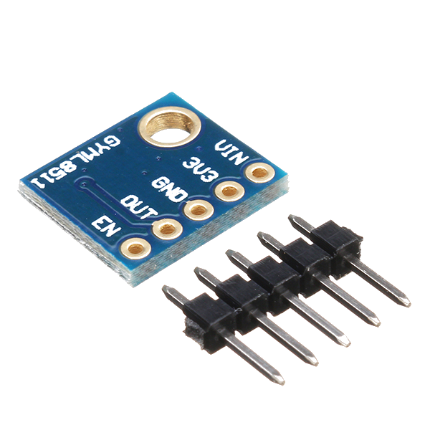 GYML8511
VIN
3V3
GND
OUT
EN